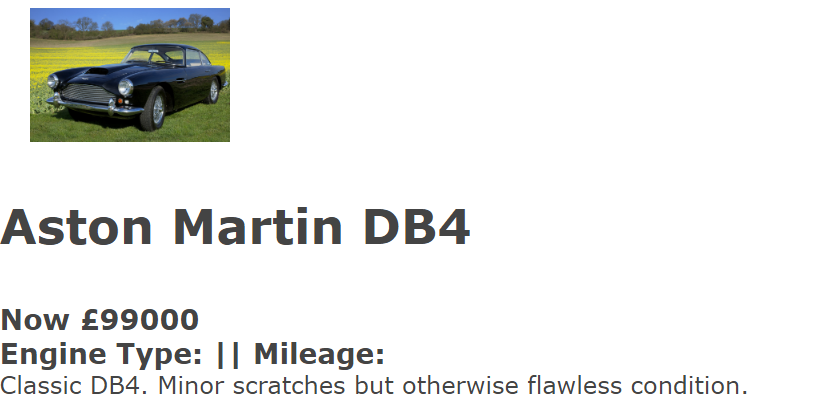 Aston Martin DB4
Now £99000
Engine Type: || Mileage:
Classic DB4. Minor scratches but otherwise flawless condition.